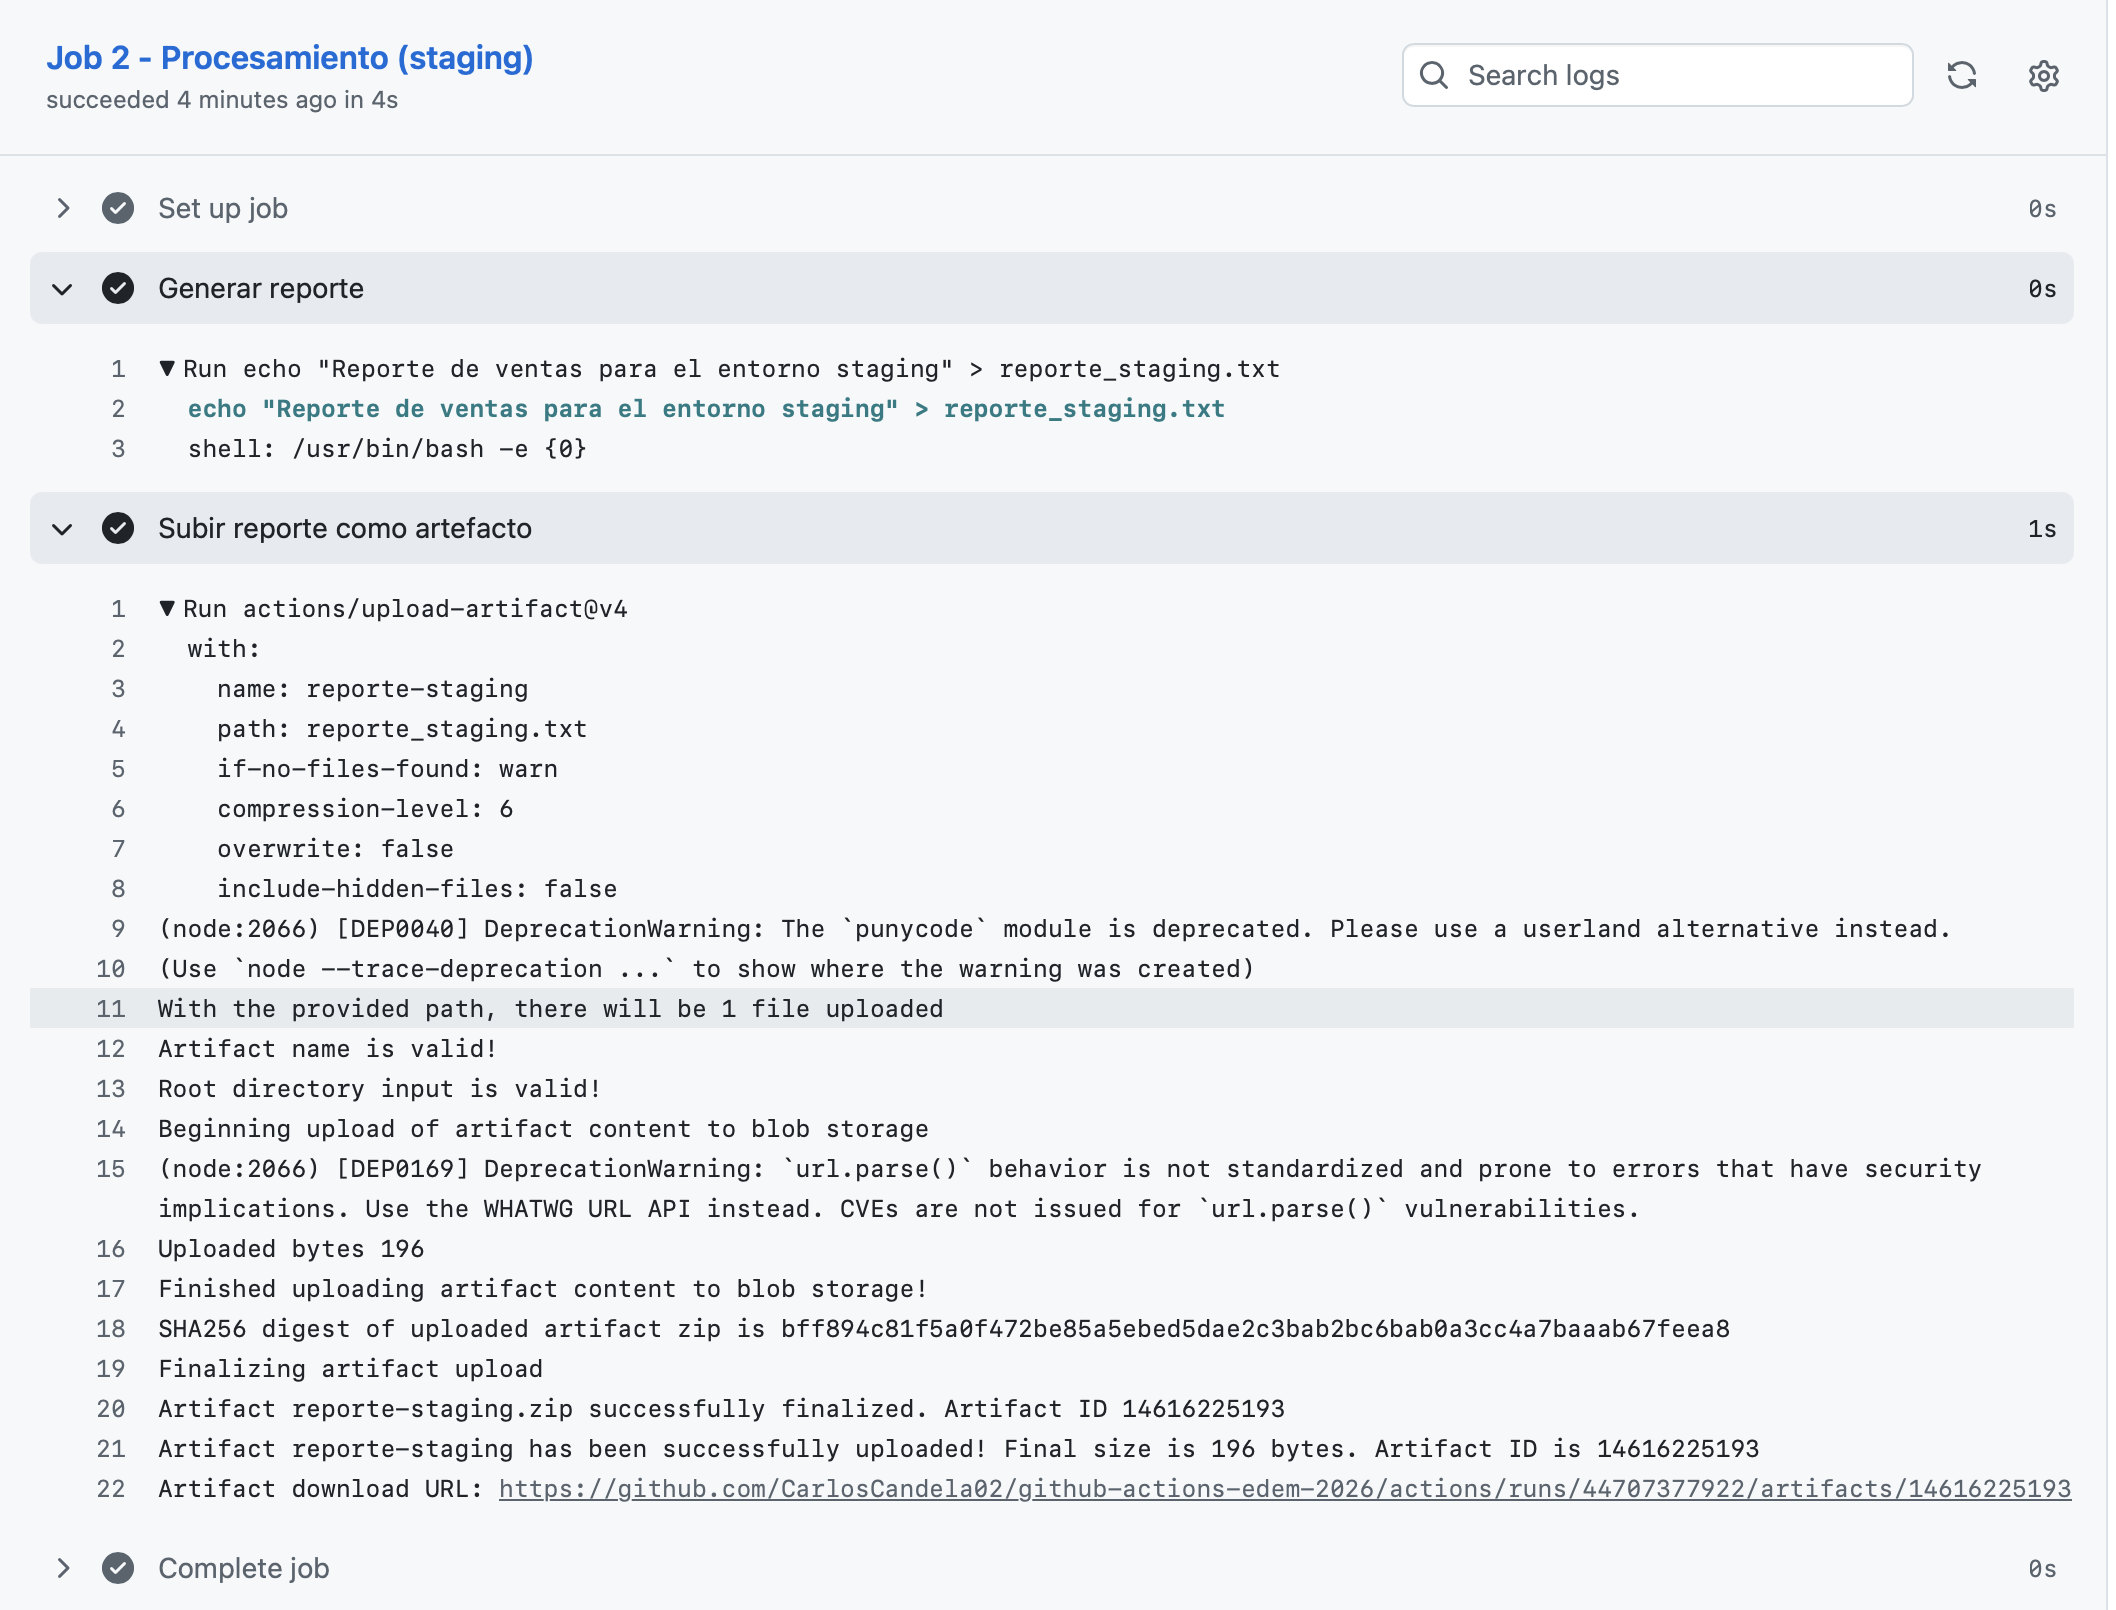 Job 2 - Procesamiento (staging)
succeeded 4 minutes ago in 4s
Search logs
Set up job 0s
Generar reporte 0s
1 ▼ Run echo "Reporte de ventas para el entorno staging" > reporte_staging.txt
2 echo "Reporte de ventas para el entorno staging" > reporte_staging.txt
3 shell: /usr/bin/bash -e {0}
Subir reporte como artefacto 1s
1 ▼ Run actions/upload-artifact@v4
2 with:
3 name: reporte-staging
4 path: reporte_staging.txt
5 if-no-files-found: warn
6 compression-level: 6
7 overwrite: false
8 include-hidden-files: false
9 (node:2066) [DEP0040] DeprecationWarning: The `punycode` module is deprecated. Please use a userland alternative instead.
10 (Use `node --trace-deprecation ...` to show where the warning was created)
11 With the provided path, there will be 1 file uploaded
12 Artifact name is valid!
13 Root directory input is valid!
14 Beginning upload of artifact content to blob storage
15 (node:2066) [DEP0169] DeprecationWarning: `url.parse()` behavior is not standardized and prone to errors that have security
implications. Use the WHATWG URL API instead. CVEs are not issued for `url.parse()` vulnerabilities.
16 Uploaded bytes 196
17 Finished uploading artifact content to blob storage!
18 SHA256 digest of uploaded artifact zip is bff894c81f5a0f472be85a5ebed5dae2c3bab2bc6bab0a3cc4a7baaab67feea8
19 Finalizing artifact upload
20 Artifact reporte-staging.zip successfully finalized. Artifact ID 14616225193
21 Artifact reporte-staging has been successfully uploaded! Final size is 196 bytes. Artifact ID is 14616225193
22 Artifact download URL: https://github.com/CarlosCandela02/github-actions-edem-2026/actions/runs/44707377922/artifacts/14616225193
Complete job 0s